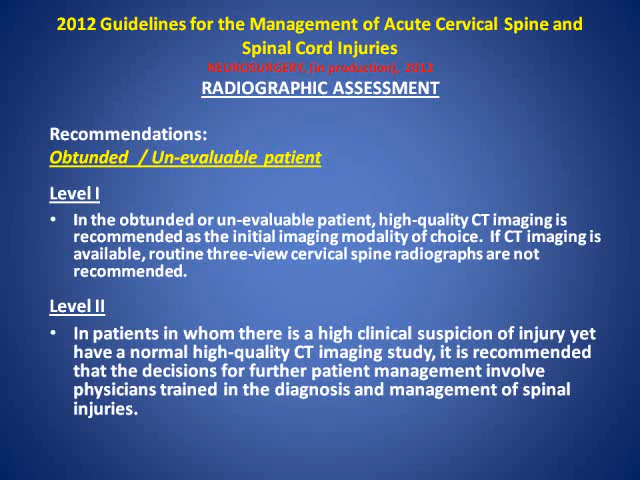 2012 Guidelines for the Management of Acute Cervical Spine and
Spinal Cord Injuries
NEUROSURGERY, (in production), 2012
RADIOGRAPHIC ASSESSMENT
Recommendations:
Obtunded / Un-evaluable patient
Level I
• In the obtunded or un-evaluable patient, high-quality CT imaging is
recommended as the initial imaging modality of choice. If CT imaging is
available, routine three-view cervical spine radiographs are not
recommended.
Level II
• In patients in whom there is a high clinical suspicion of injury yet
have a normal high-quality CT imaging study, it is recommended
that the decisions for further patient management involve
physicians trained in the diagnosis and management of spinal
injuries.